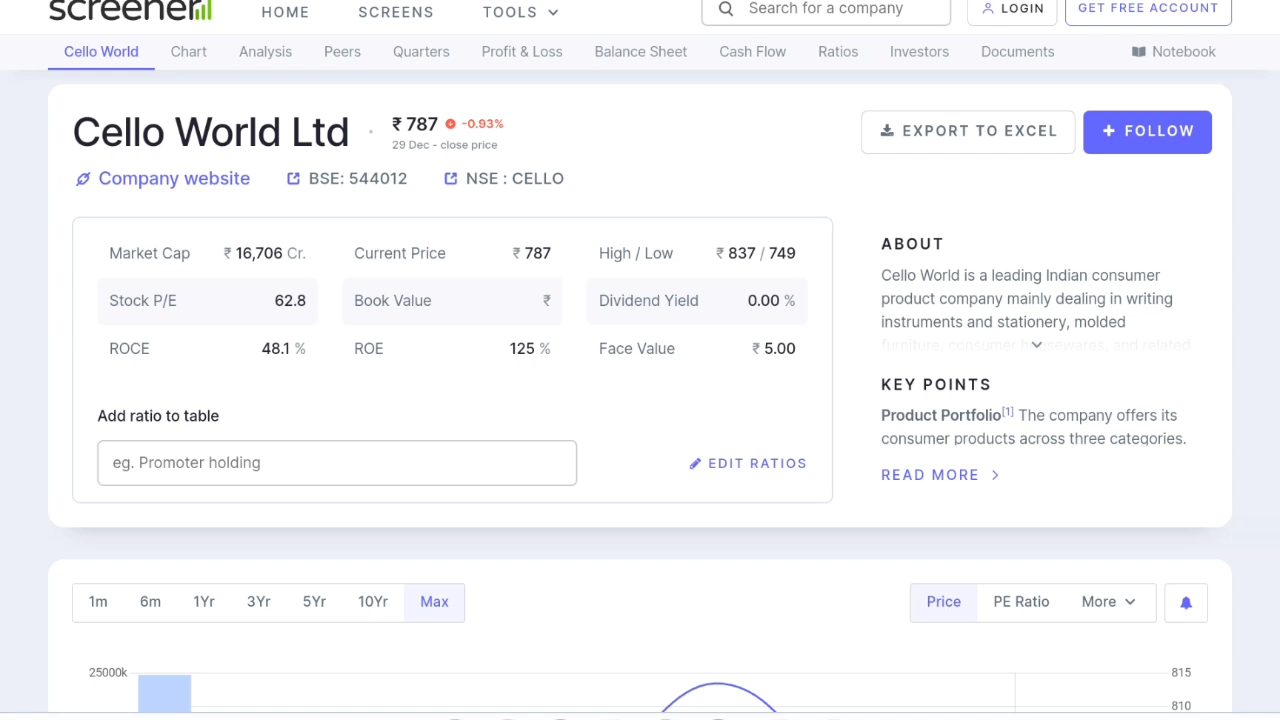 screener
HOME SCREENS TOOLS
Search for a company
LOGIN
GET FREE ACCOUNT
Cello World Chart Analysis Peers Quarters Profit & Loss Balance Sheet Cash Flow Ratios Investors Documents Notebook
Cello World Ltd
₹ 787 -0.93%
29 Dec - close price
EXPORT TO EXCEL
+ FOLLOW
Company website BSE: 544012 NSE : CELLO
Market Cap ₹ 16,706 Cr. Current Price ₹ 787 High / Low ₹ 837 / 749
Stock P/E 62.8 Book Value ₹ Dividend Yield 0.00 %
ROCE 48.1 % ROE 125 % Face Value ₹ 5.00
Add ratio to table
eg. Promoter holding
EDIT RATIOS
ABOUT
Cello World is a leading Indian consumer
product company mainly dealing in writing
instruments and stationery, molded
furniture, consumer housewares, and related
KEY POINTS
Product Portfolio[1] The company offers its
consumer products across three categories.
READ MORE
1m 6m 1Yr 3Yr 5Yr 10Yr Max
Price PE Ratio More
25000k
815
810